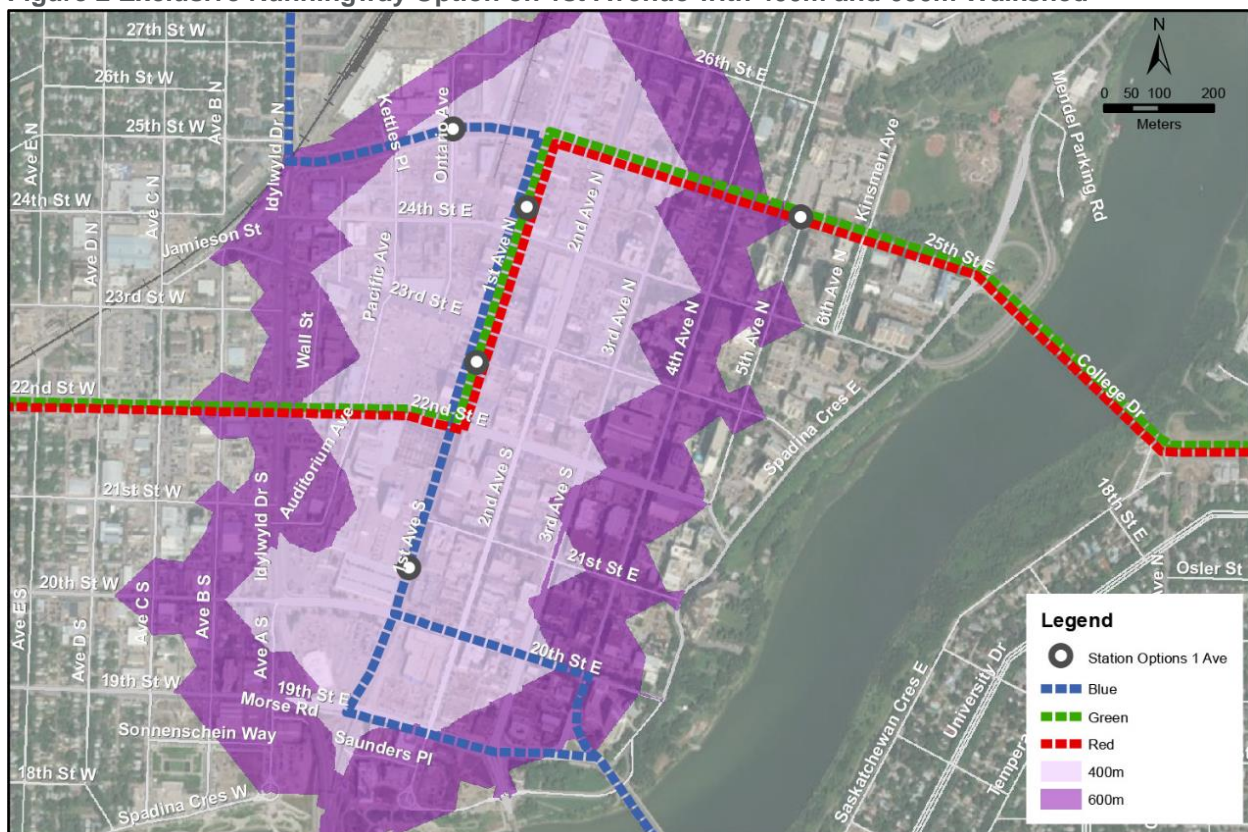 Figure 2 Exclusive Runningway Option on 1st Avenue with 400m and 600m Walkshed
27th St W
26th St W
25th St W
24th St W
Jamieson St
23rd St W
22nd St W
21st St W
20th St W
19th St W
18th St W
Sonnenschein Way
Spadina Cres W
Ave E N
Ave D N
Ave C N
Ave B N
Idylwyld Dr N
Ave E S
Ave D S
Ave C S
Ave B S
Ave A S
Idylwyld Dr S
Wall St
Auditorium Ave
Pacific Ave
Kettles Pl
Ontario Ave
24th St E
23rd St E
22nd St E
21st St E
20th St E
19th St E
Morse Rd
Saunders Pl
1st Ave N
2nd Ave N
3rd Ave N
4th Ave N
5th Ave N
6th Ave N
1st Ave S
2nd Ave S
3rd Ave S
26th St E
25th St E
Kinsmen Ave
Mendel Parking Rd
Spadina Cres E
College Dr
18th St E
Osler St
Ave N
University Dr
Saskatchewan Cres E
Tempera
N
0 50 100 200
Meters
Legend
Station Options 1 Ave
Blue
Green
Red
400m
600m